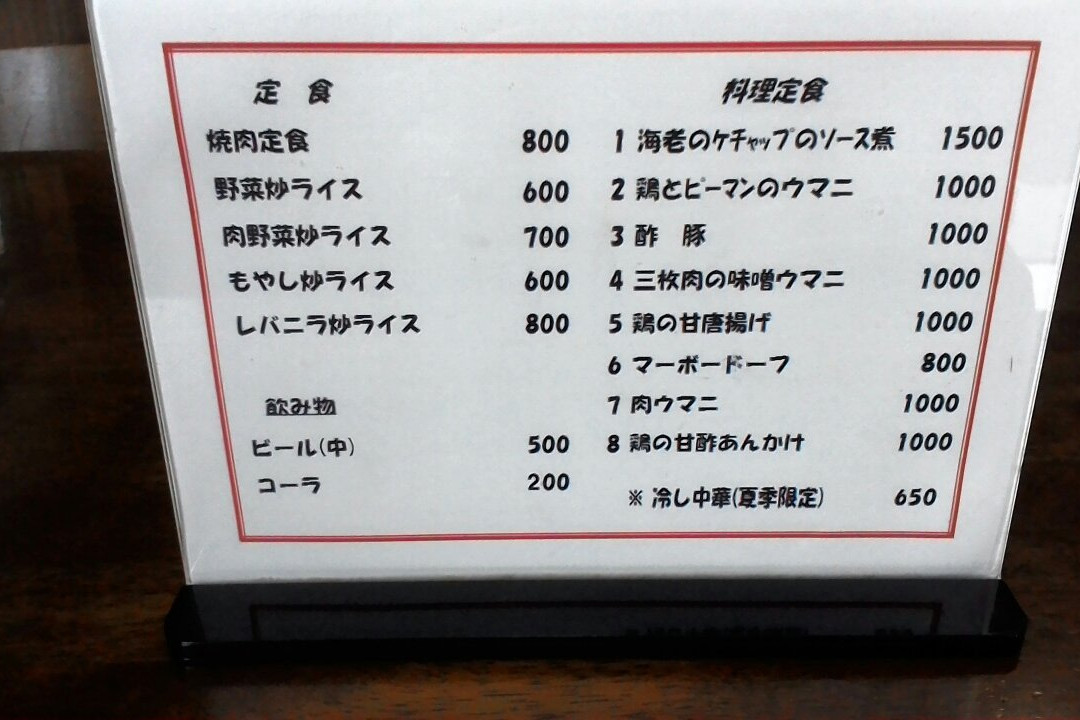 定 食
焼肉定食 800
野菜炒ライス 600
肉野菜炒ライス 700
もやし炒ライス 600
レバニラ炒ライス 800
飲み物
ビール(中) 500
コーラ 200
料理定食
1 海老のケチャップのソース煮 1500
2 鶏とピーマンのウマニ 1000
3 酢 豚 1000
4 三枚肉の味噌ウマニ 1000
5 鶏の甘唐揚げ 1000
6 マーボードーフ 800
7 肉ウマニ 1000
8 鶏の甘酢あんかけ 1000
※ 冷し中華(夏季限定) 650